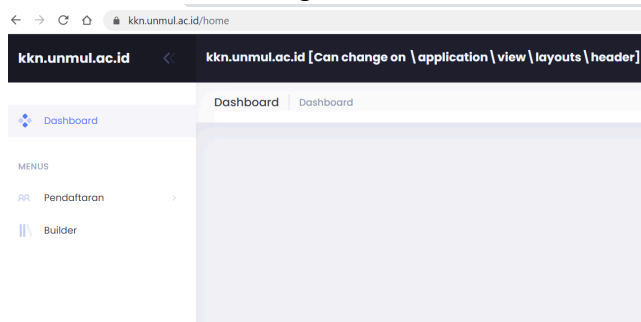 kkn.unmul.ac.id/home
kkn.unmul.ac.id
kkn.unmul.ac.id [Can change on \application\view\layouts\header]
Dashboard
Dashboard
Dashboard
MENUS
Pendaftaran
Builder